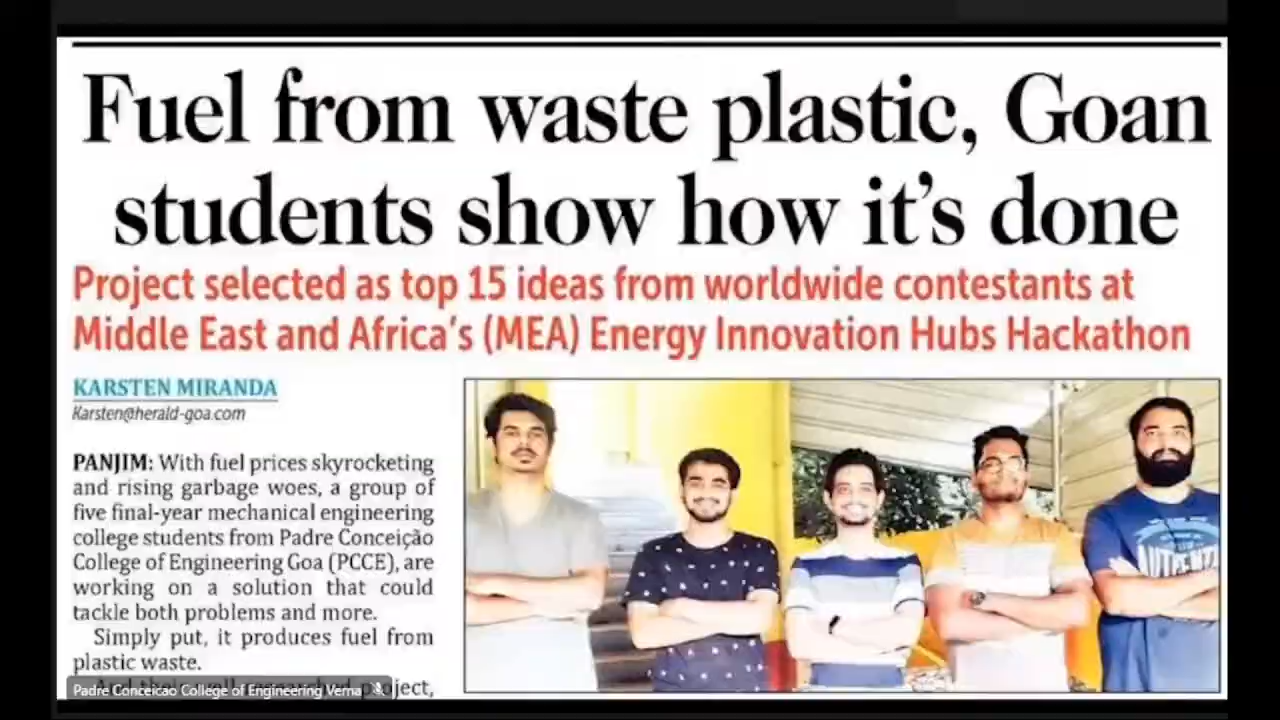 Fuel from waste plastic, Goan
students show how it's done
Project selected as top 15 ideas from worldwide contestants at
Middle East and Africa's (MEA) Energy Innovation Hubs Hackathon
KARSTEN MIRANDA
Karsten@herald-goa.com
PANJIM: With fuel prices skyrocketing
and rising garbage woes, a group of
five final-year mechanical engineering
college students from Padre Conceição
College of Engineering Goa (PCCE), are
working on a solution that could
tackle both problems and more.
Simply put, it produces fuel from
plastic waste.
Padre Conceicao College of Engineering Verna